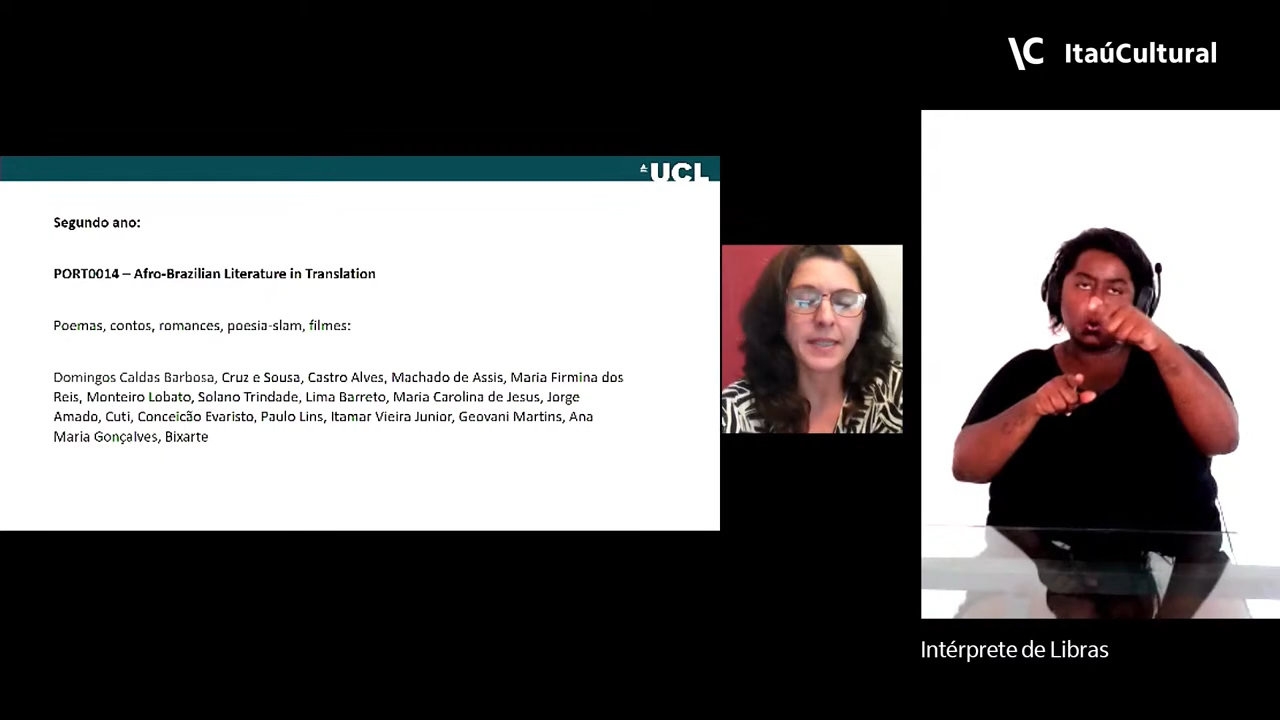 \C ItaúCultural
UCL
Segundo ano:
PORT0014 – Afro-Brazilian Literature in Translation
Poemas, contos, romances, poesia-slam, filmes:
Domingos Caldas Barbosa, Cruz e Sousa, Castro Alves, Machado de Assis, Maria Firmina dos
Reis, Monteiro Lobato, Solano Trindade, Lima Barreto, Maria Carolina de Jesus, Jorge
Amado, Cuti, Conceição Evaristo, Paulo Lins, Itamar Vieira Junior, Geovani Martins, Ana
Maria Gonçalves, Bixarte
Intérprete de Libras